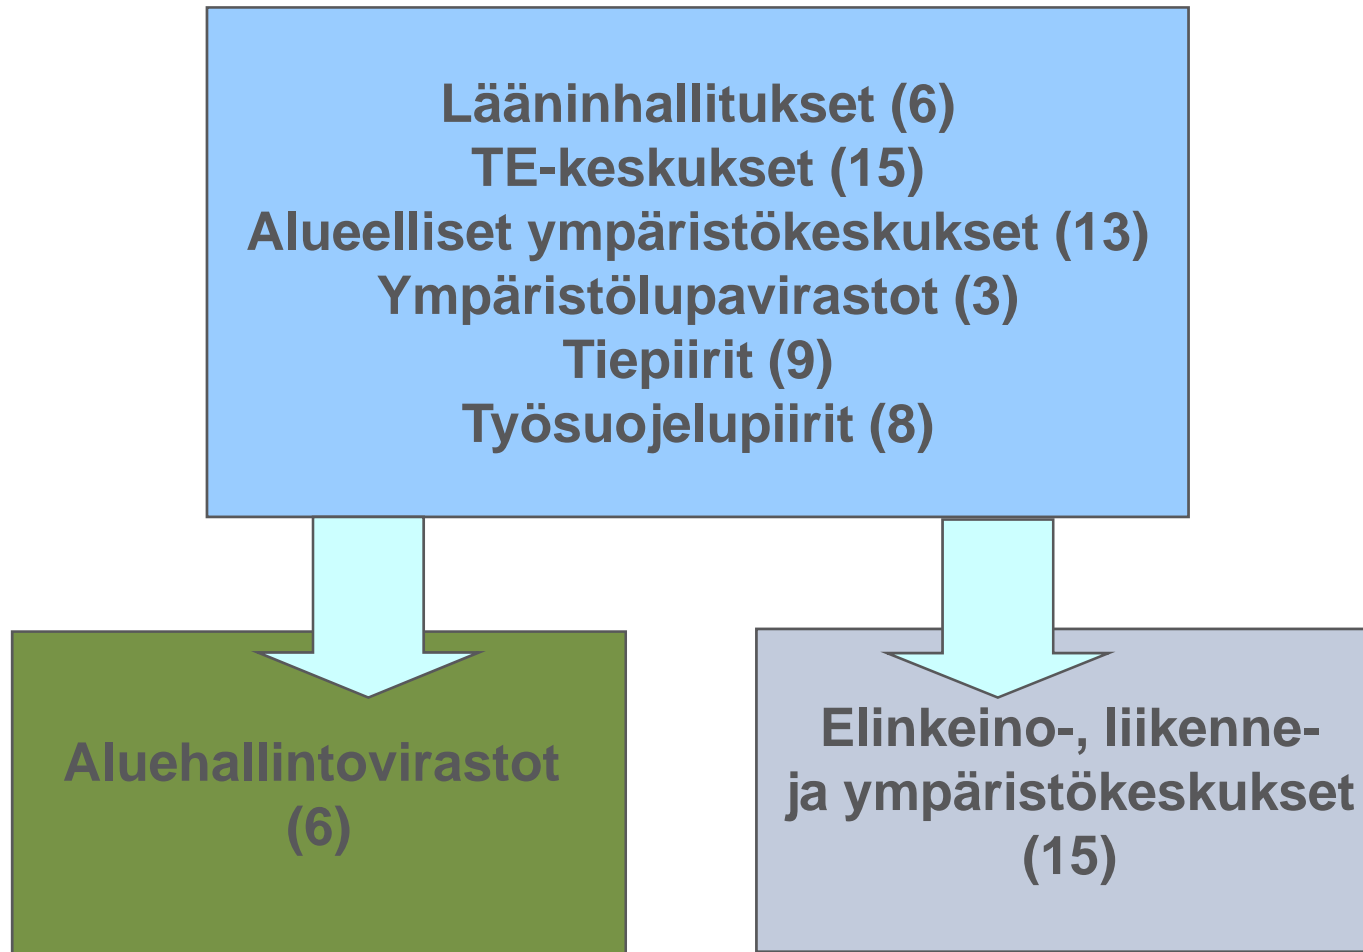 Lääninhallitukset (6)
TE-keskukset (15)
Alueelliset ympäristökeskukset (13)
Ympäristölupavirastot (3)
Tiepiirit (9)
Työsuojelupiirit (8)
Aluehallintovirastot
(6)
Elinkeino-, liikenne-
ja ympäristökeskukset
(15)